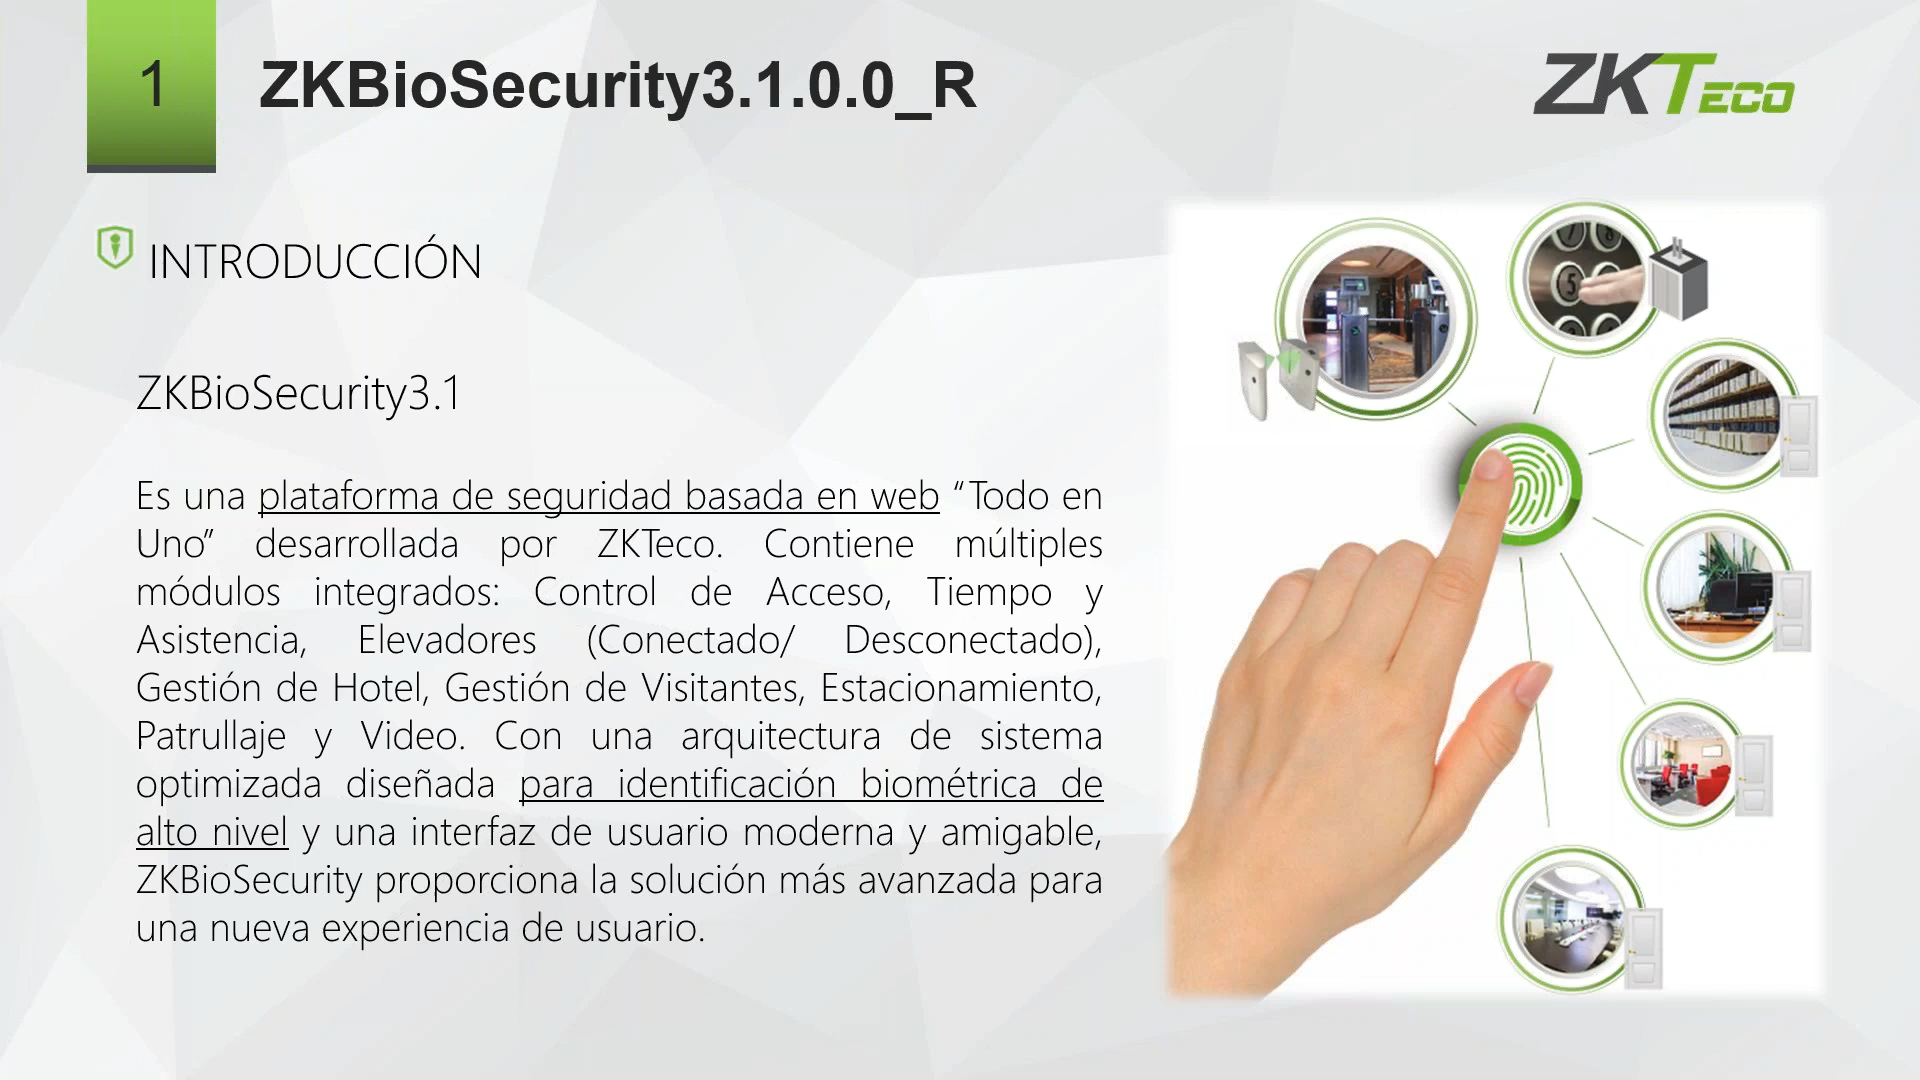 1
ZKBioSecurity3.1.0.0_R
ZKTECO
INTRODUCCIÓN
ZKBioSecurity3.1
Es una plataforma de seguridad basada en web “Todo en
Uno” desarrollada por ZKTeco. Contiene múltiples
módulos integrados: Control de Acceso, Tiempo y
Asistencia, Elevadores (Conectado/ Desconectado),
Gestión de Hotel, Gestión de Visitantes, Estacionamiento,
Patrullaje y Video. Con una arquitectura de sistema
optimizada diseñada para identificación biométrica de
alto nivel y una interfaz de usuario moderna y amigable,
ZKBioSecurity proporciona la solución más avanzada para
una nueva experiencia de usuario.
5